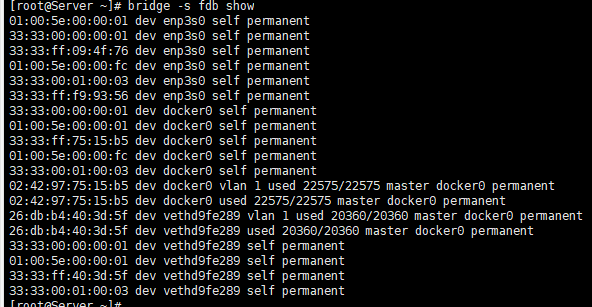 [root@Server ~]# bridge -s fdb show
01:00:5e:00:00:01 dev enp3s0 self permanent
33:33:00:00:00:01 dev enp3s0 self permanent
33:33:ff:09:4f:76 dev enp3s0 self permanent
01:00:5e:00:00:fc dev enp3s0 self permanent
33:33:00:01:00:03 dev enp3s0 self permanent
33:33:ff:f9:93:56 dev enp3s0 self permanent
33:33:00:00:00:01 dev docker0 self permanent
01:00:5e:00:00:01 dev docker0 self permanent
33:33:ff:75:15:b5 dev docker0 self permanent
01:00:5e:00:00:fc dev docker0 self permanent
33:33:00:01:00:03 dev docker0 self permanent
02:42:97:75:15:b5 dev docker0 vlan 1 used 22575/22575 master docker0 permanent
02:42:97:75:15:b5 dev docker0 used 22575/22575 master docker0 permanent
26:db:b4:40:3d:5f dev vethd9fe289 vlan 1 used 20360/20360 master docker0 permanent
26:db:b4:40:3d:5f dev vethd9fe289 used 20360/20360 master docker0 permanent
33:33:00:00:00:01 dev vethd9fe289 self permanent
01:00:5e:00:00:01 dev vethd9fe289 self permanent
33:33:ff:40:3d:5f dev vethd9fe289 self permanent
33:33:00:01:00:03 dev vethd9fe289 self permanent
[root@Server ~]#